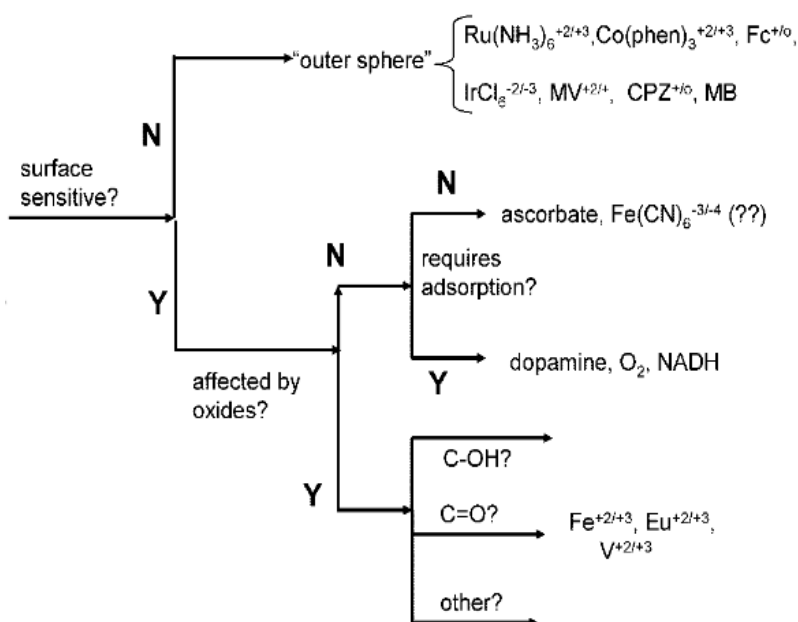 "outer sphere"
Ru(NH₃)₆⁺²/⁺³,Co(phen)₃⁺²/⁺³, Fc⁺/ᵒ,
IrCl₆⁻²/⁻³, MV⁺²/⁺, CPZ⁺/ᵒ, MB
N
surface
sensitive?
N
ascorbate, Fe(CN)₆⁻³/⁻⁴ (??)
N
requires
adsorption?
Y
Y
dopamine, O₂, NADH
affected by
oxides?
C-OH?
Y
C=O?
Fe⁺²/⁺³, Eu⁺²/⁺³,
V⁺²/⁺³
other?